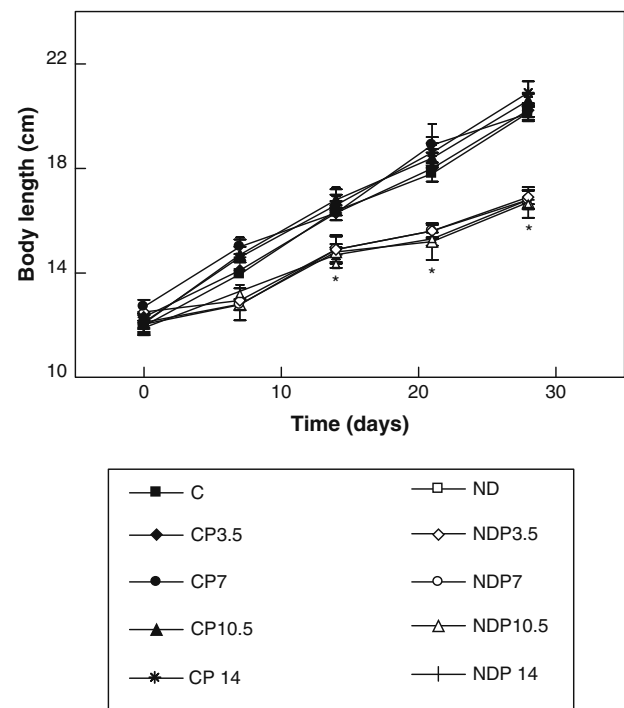 Body length (cm)
22
18
14
10
0
10
20
30
* * *
Time (days)
C
ND
CP3.5
NDP3.5
CP7
NDP7
CP10.5
NDP10.5
CP 14
NDP 14